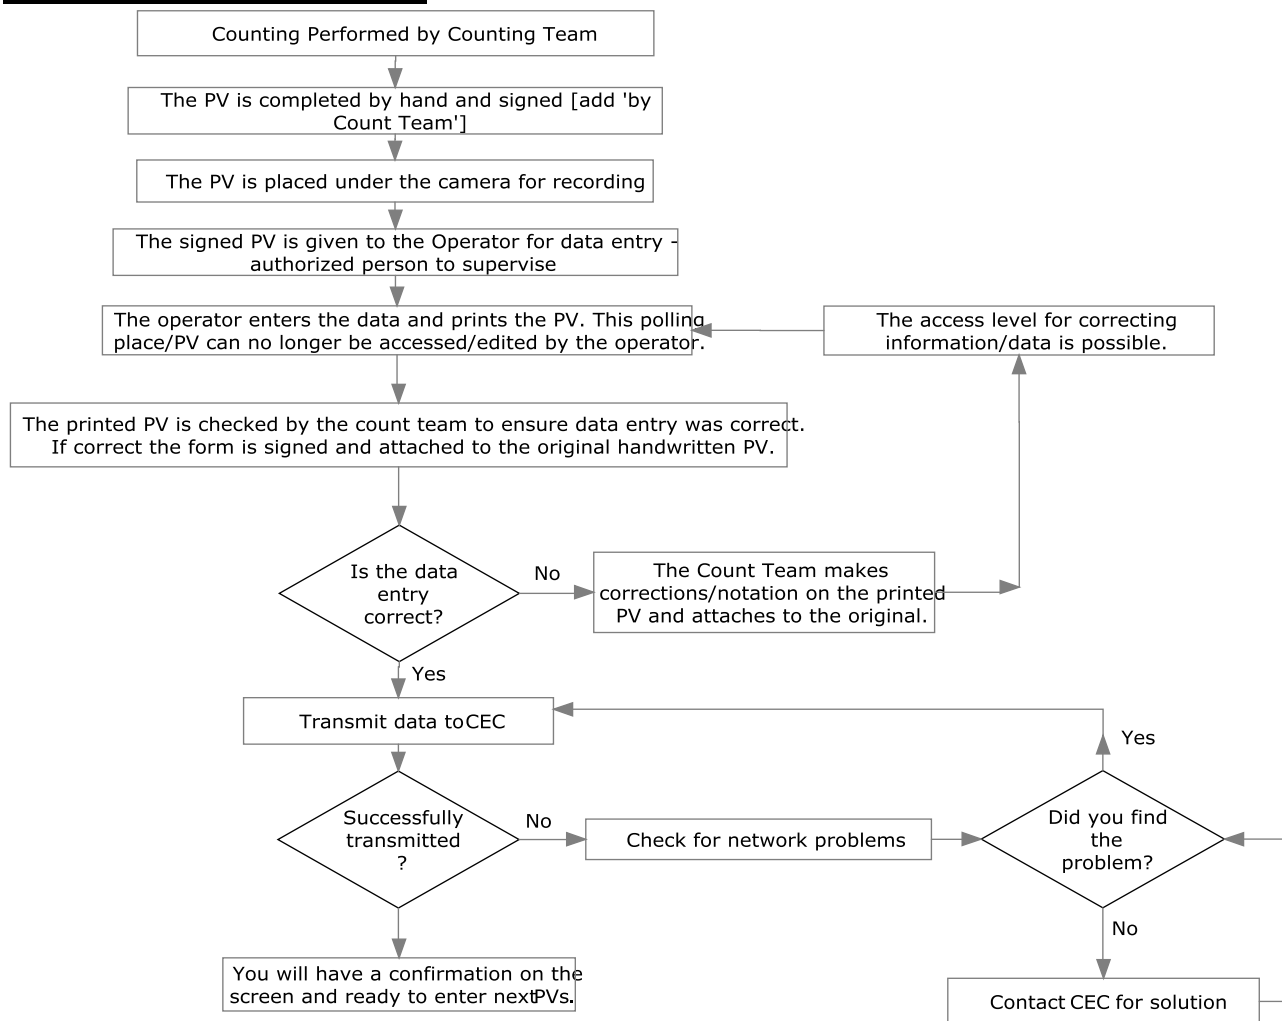 Counting Performed by Counting Team
The PV is completed by hand and signed [add 'by
Count Team']
The PV is placed under the camera for recording
The signed PV is given to the Operator for data entry -
authorized person to supervise
The operator enters the data and prints the PV. This polling
place/PV can no longer be accessed/edited by the operator.
The access level for correcting
information/data is possible.
The printed PV is checked by the count team to ensure data entry was correct.
If correct the form is signed and attached to the original handwritten PV.
Is the data
entry
correct?
No
The Count Team makes
corrections/notation on the printed
PV and attaches to the original.
Yes
Transmit data to CEC
Yes
Successfully
transmitted
?
No
Check for network problems
Did you find
the
problem?
No
You will have a confirmation on the
screen and ready to enter next PVs.
Contact CEC for solution